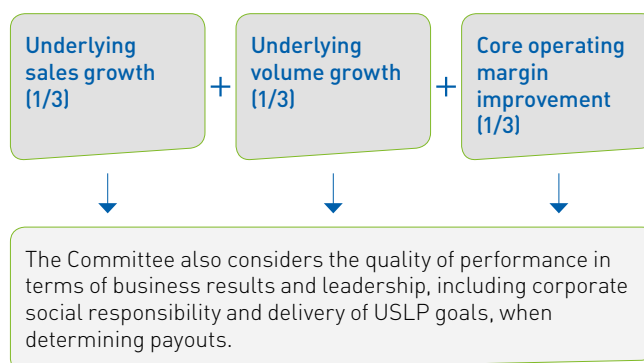 Underlying
sales growth
(1/3)
+
Underlying
volume growth
(1/3)
+
Core operating
margin
improvement
(1/3)
The Committee also considers the quality of performance in
terms of business results and leadership, including corporate
social responsibility and delivery of USLP goals, when
determining payouts.